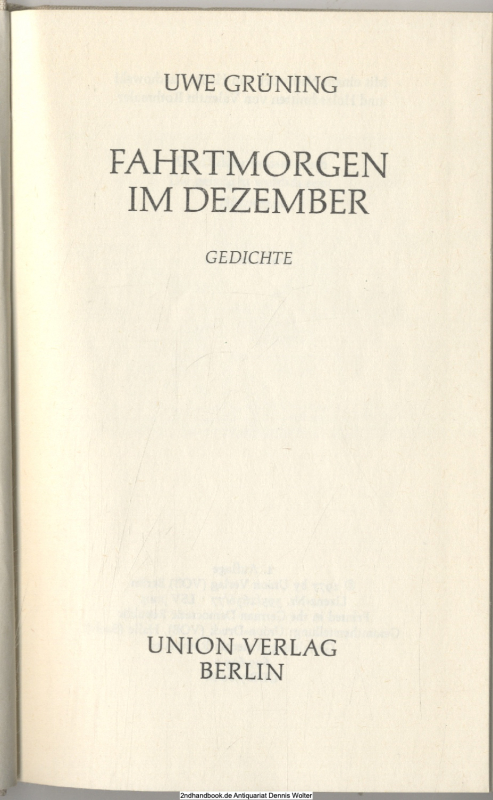 UWE GRÜNING
FAHRTMORGEN
IM DEZEMBER
GEDICHTE
UNION VERLAG
BERLIN
2ndhandbook.de Antiquariat Dennis Wolter